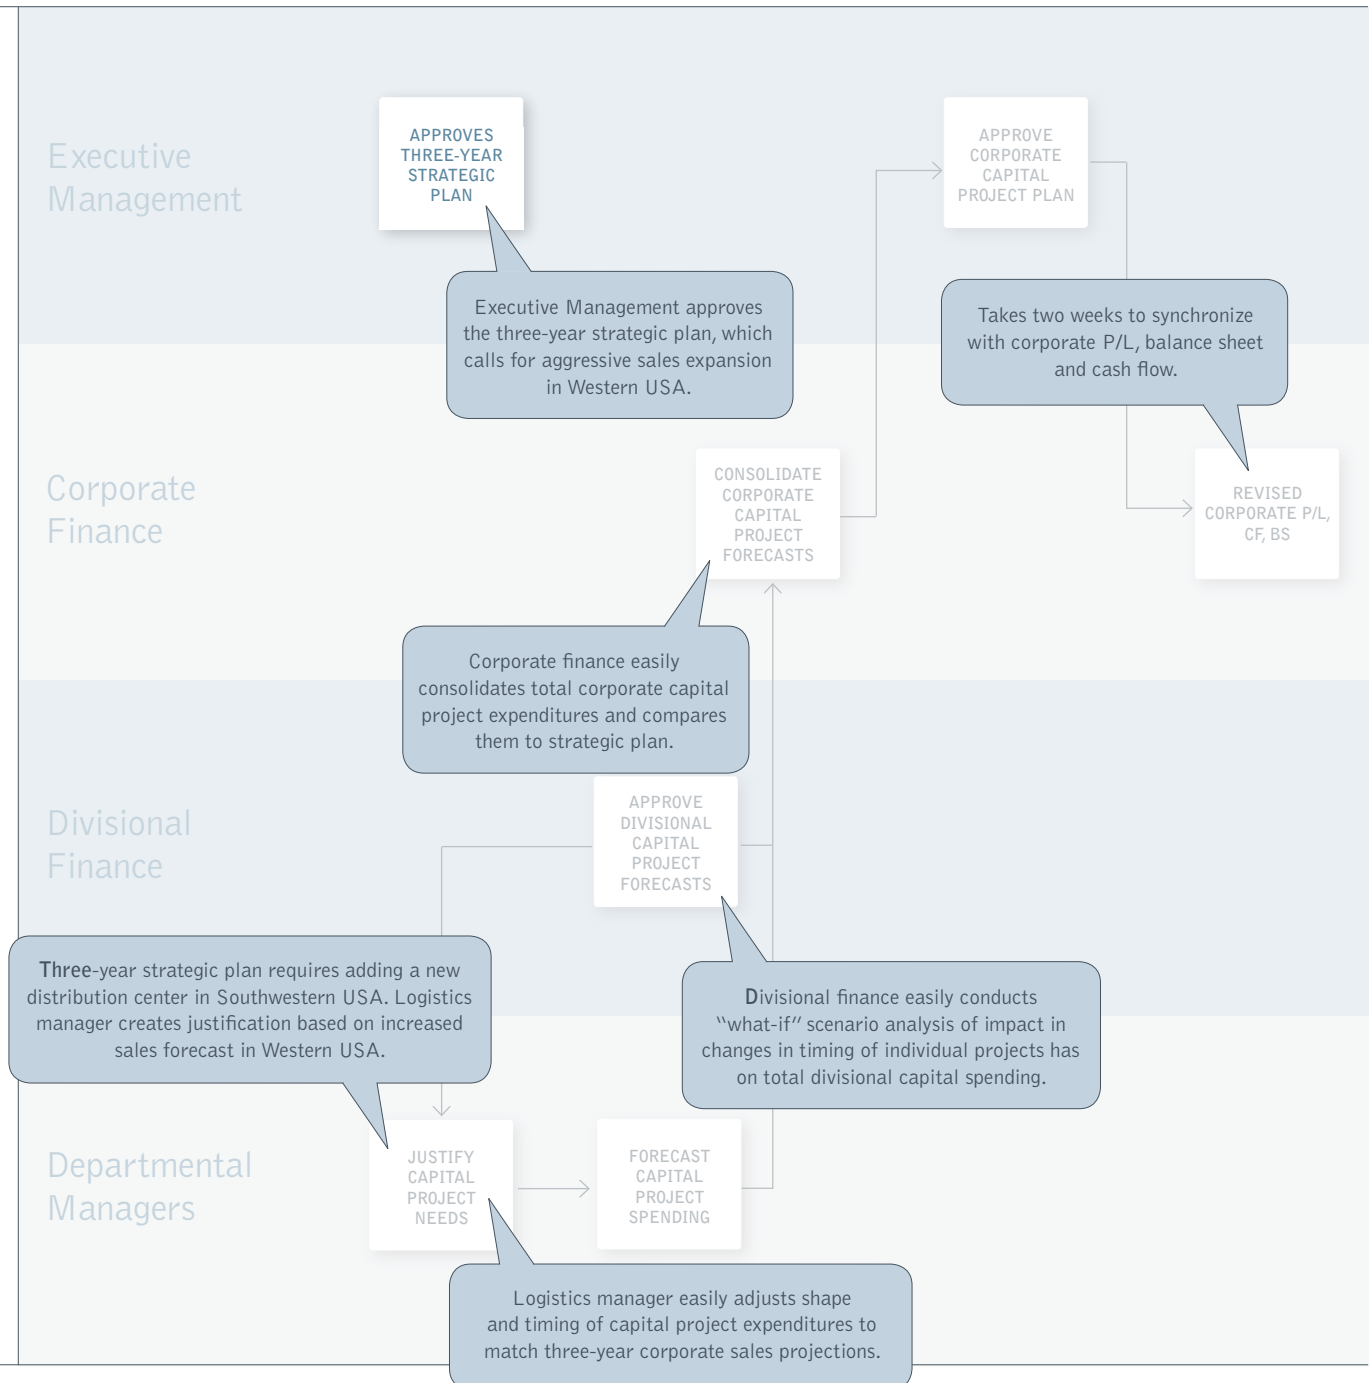 Executive
Management
APPROVES
THREE-YEAR
STRATEGIC
PLAN
APPROVE
CORPORATE
CAPITAL
PROJECT PLAN
Executive Management approves
the three-year strategic plan, which
calls for aggressive sales expansion
in Western USA.
Takes two weeks to synchronize
with corporate P/L, balance sheet
and cash flow.
Corporate
Finance
CONSOLIDATE
CORPORATE
CAPITAL
PROJECT
FORECASTS
REVISED
CORPORATE P/L,
CF, BS
Corporate finance easily
consolidates total corporate capital
project expenditures and compares
them to strategic plan.
Divisional
Finance
APPROVE
DIVISIONAL
CAPITAL
PROJECT
FORECASTS
Three-year strategic plan requires adding a new
distribution center in Southwestern USA. Logistics
manager creates justification based on increased
sales forecast in Western USA.
Divisional finance easily conducts
“what-if” scenario analysis of impact in
changes in timing of individual projects has
on total divisional capital spending.
Departmental
Managers
JUSTIFY
CAPITAL
PROJECT
NEEDS
FORECAST
CAPITAL
PROJECT
SPENDING
Logistics manager easily adjusts shape
and timing of capital project expenditures to
match three-year corporate sales projections.